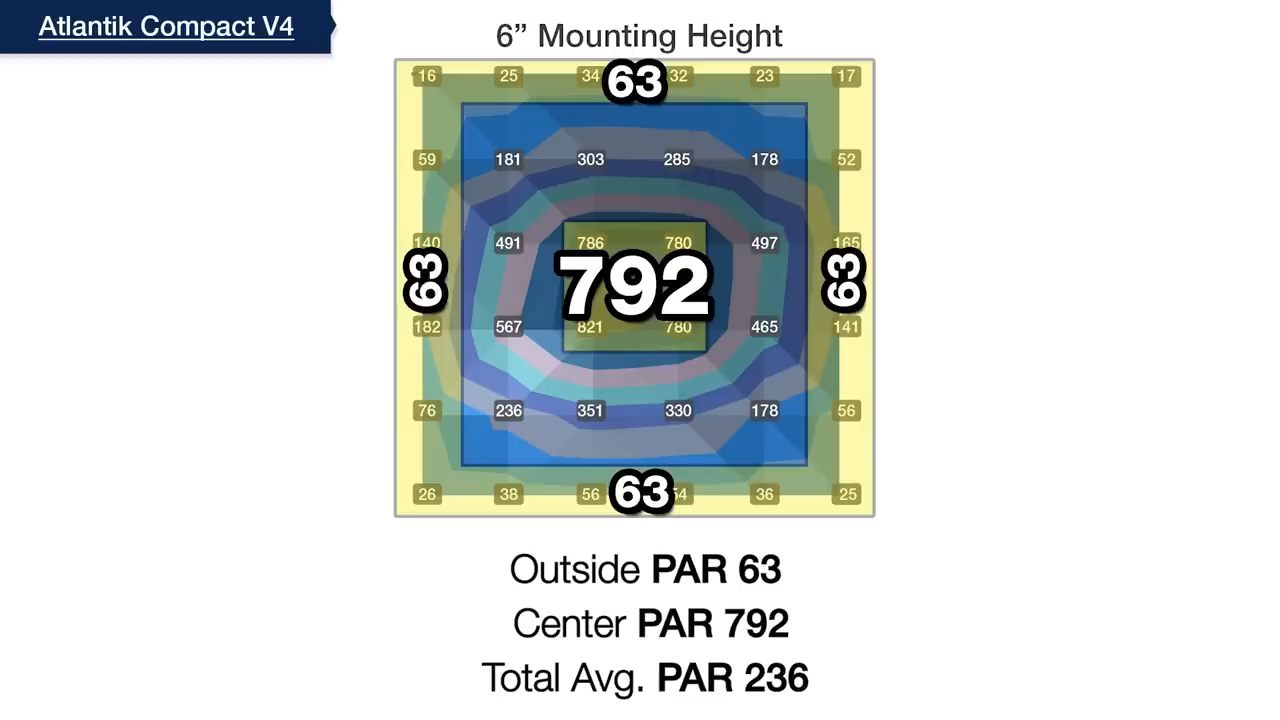 Atlantik Compact V4
6” Mounting Height
16 25 34 63 32 23 17
59 181 303 285 178 52
140 491 786 780 497 165
63 792 63
182 567 821 780 465 141
76 236 351 330 178 56
26 38 56 63 54 36 25
Outside PAR 63
Center PAR 792
Total Avg. PAR 236